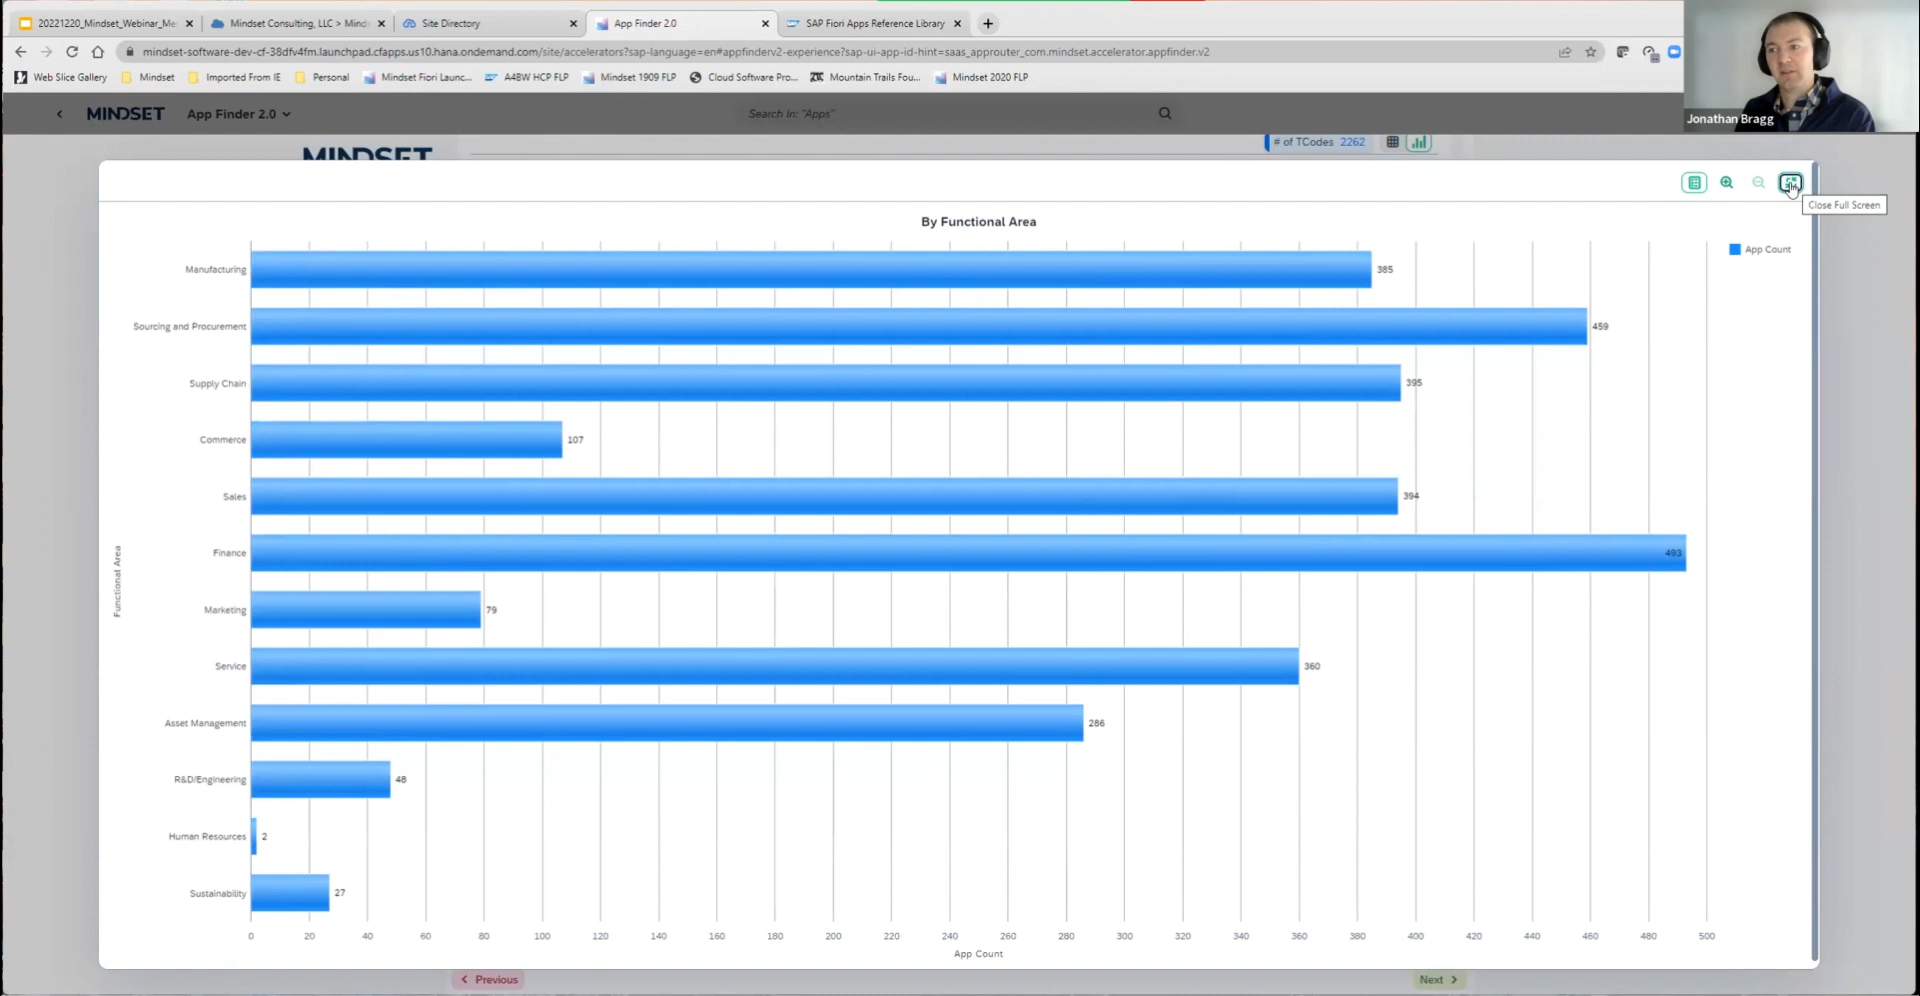 20221220_Mindset_Webinar_Me
Mindset Consulting, LLC > Mind
Site Directory
App Finder 2.0
SAP Fiori Apps Reference Library
mindset-software-dev-cf-38dfv4fm.launchpad.cfapps.us10.hana.ondemand.com/site/accelerators?sap-language=en#appfinderv2-experience?sap-ui-app-id-hint=saas_approuter_com.mindset.accelerator.appfinder.v2
Web Slice Gallery
Mindset
Imported From IE
Personal
Mindset Fiori Launc...
A4BW HCP FLP
Mindset 1909 FLP
Cloud Software Pro...
Mountain Trails Fou...
Mindset 2020 FLP
Jonathan Bragg
MINDSET
App Finder 2.0
Search In: "Apps"
MINDSET
# of TCodes 2262
Close Full Screen
By Functional Area
App Count
Manufacturing 385
Sourcing and Procurement 459
Supply Chain 395
Commerce 107
Sales 394
Finance 493
Marketing 79
Service 360
Asset Management 286
R&D/Engineering 48
Human Resources 2
Sustainability 27
Functional Area
0 20 40 60 80 100 120 140 160 180 200 220 240 260 280 300 320 340 360 380 400 420 440 460 480 500
App Count
Previous
Next